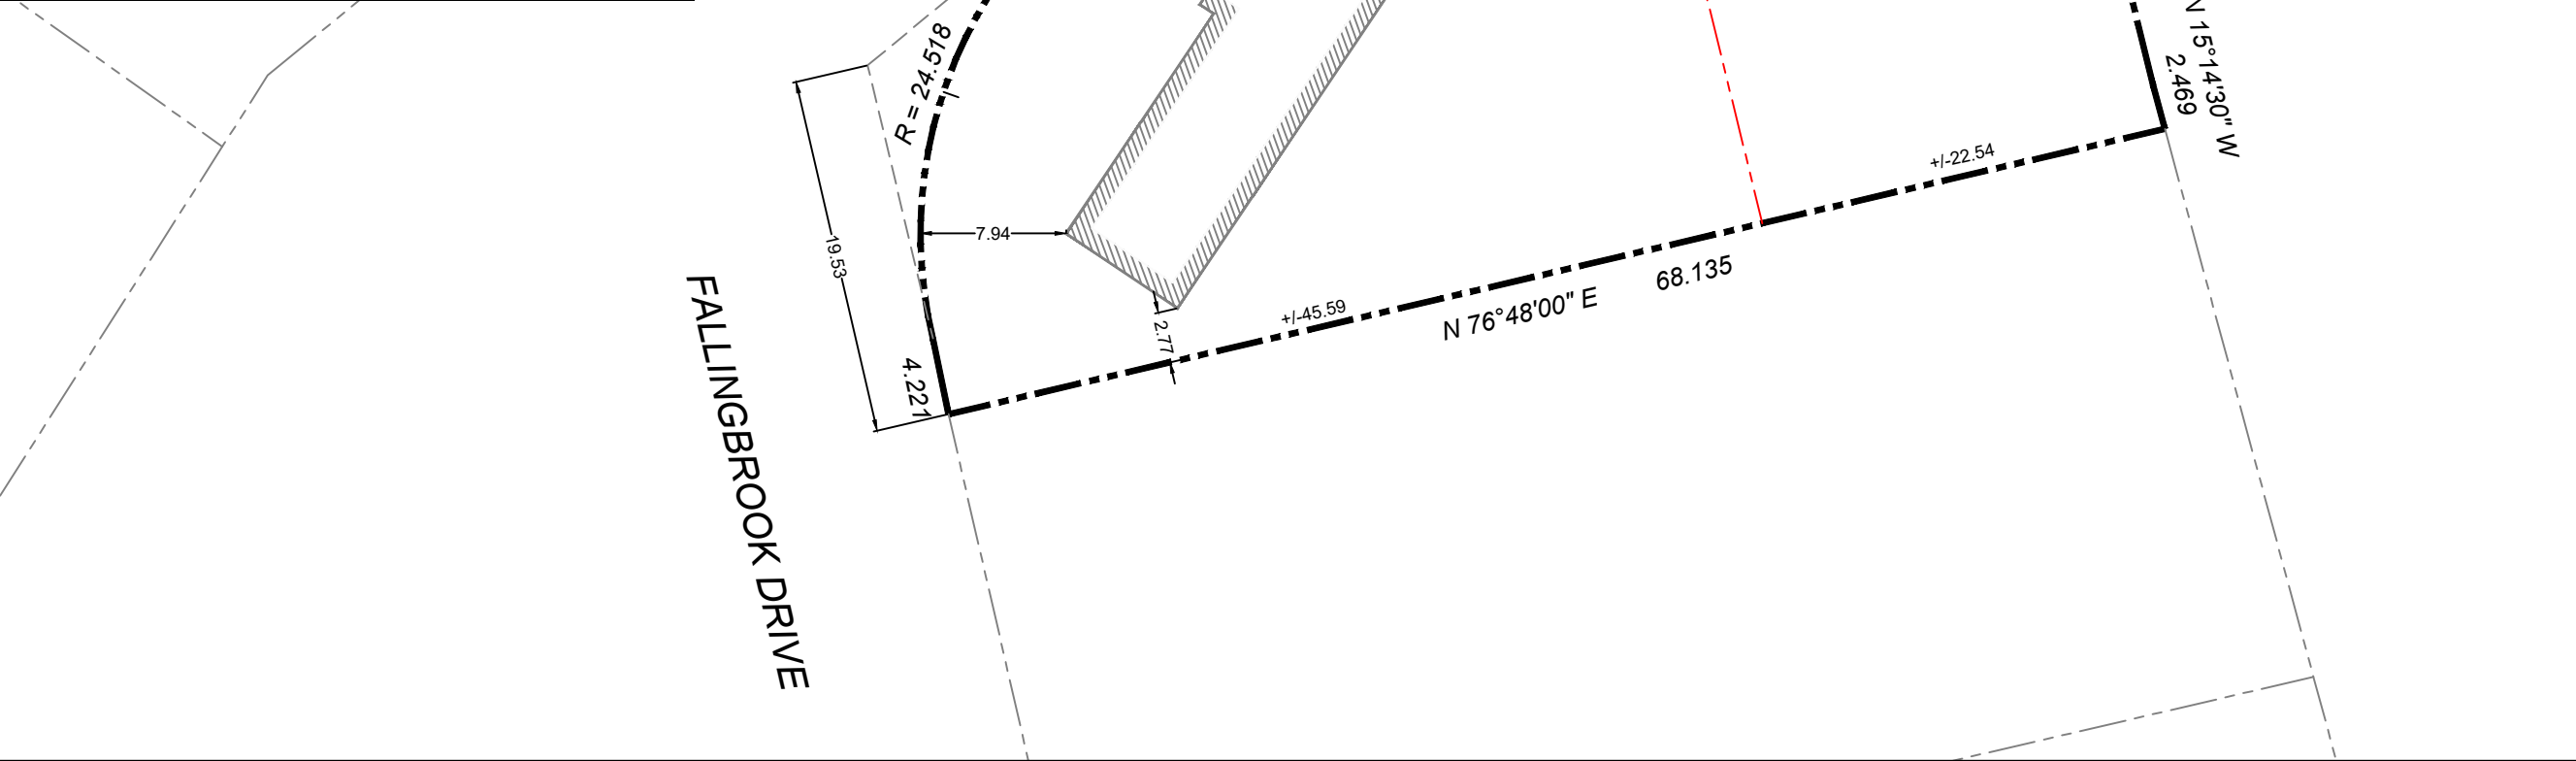 R = 24.518
N 15°14'30" W
2.469
+/-22.54
7.94
19.53
68.135
N 76°48'00" E
+/-45.59
2.77
4.221
FALLINGBROOK DRIVE